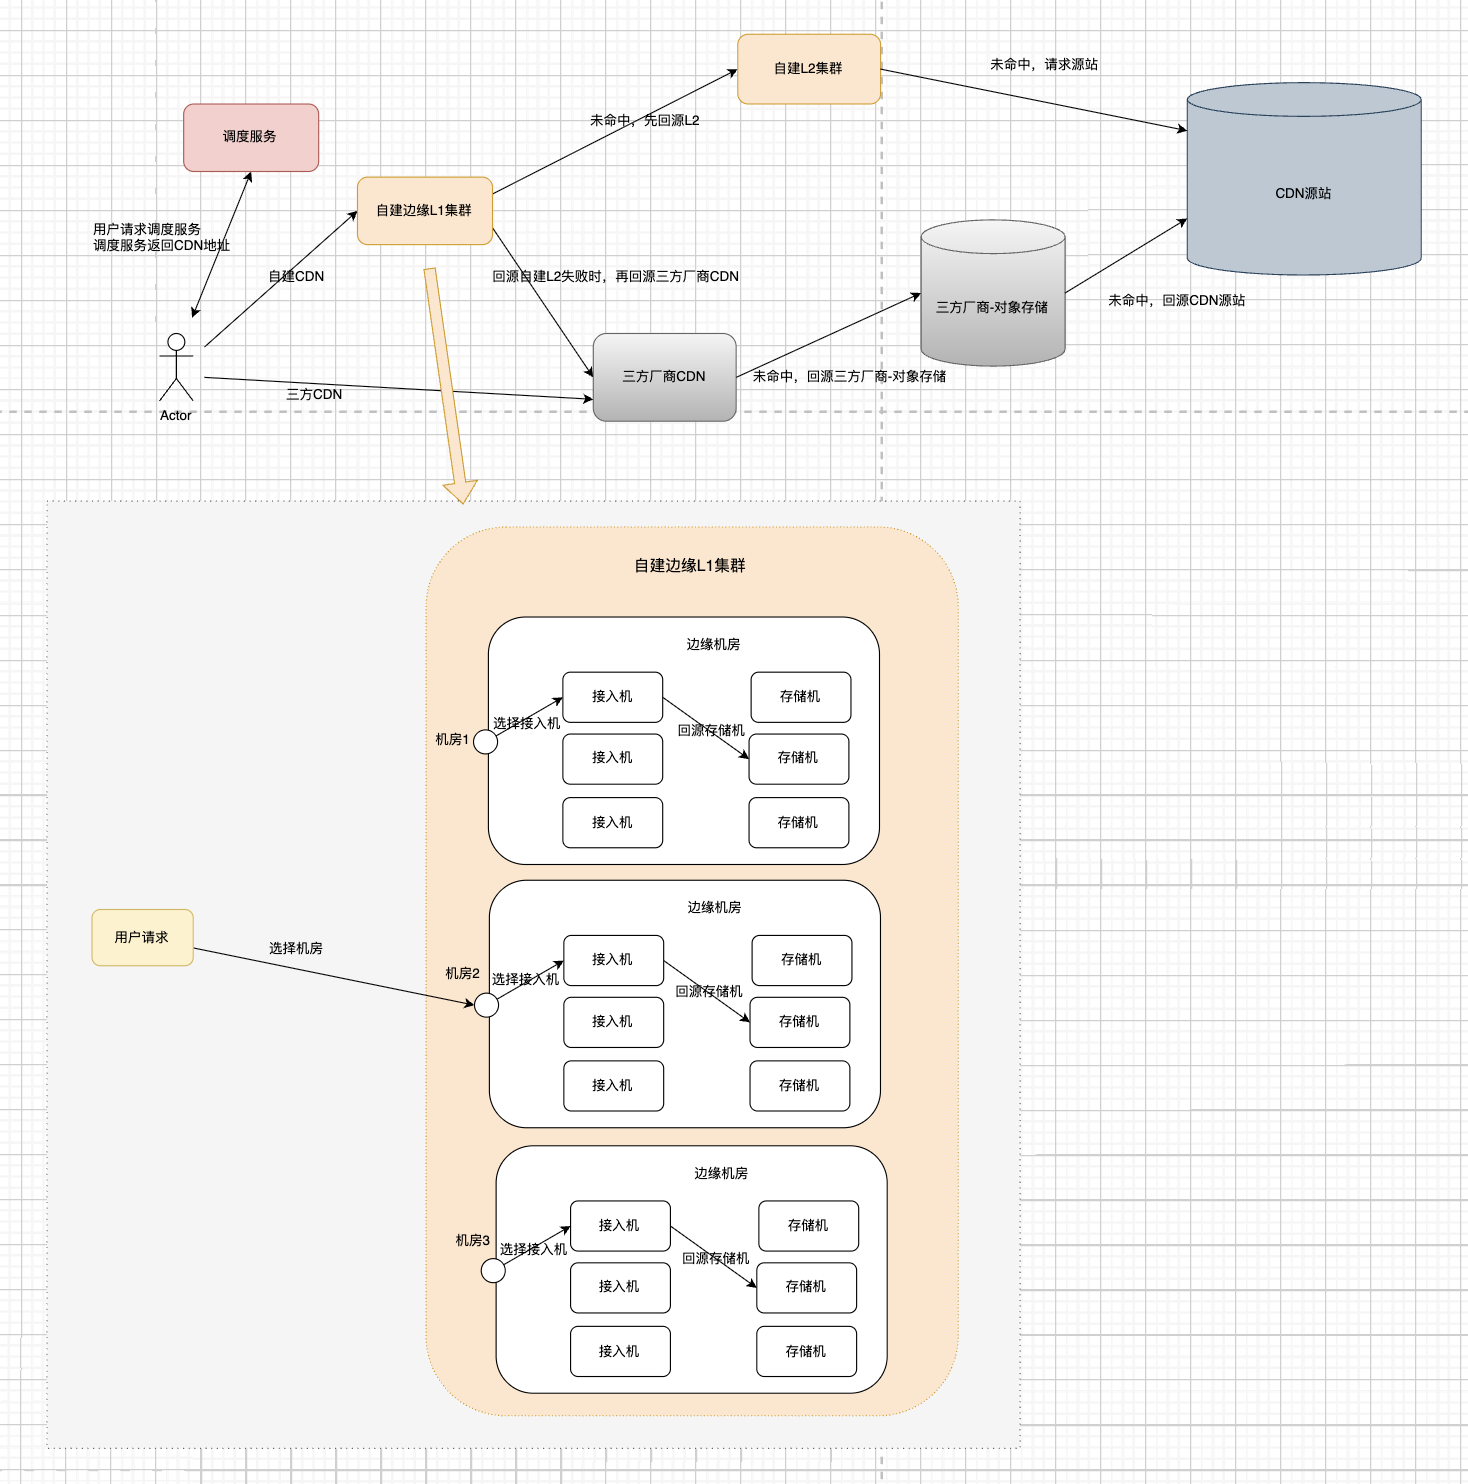 自建L2集群
未命中，请求源站
未命中，先回源L2
调度服务
CDN源站
自建边缘L1集群
用户请求调度服务
调度服务返回CDN地址
自建CDN
回源自建L2失败时，再回源三方厂商CDN
未命中，回源CDN源站
三方厂商-对象存储
三方厂商CDN
未命中，回源三方厂商-对象存储
三方CDN
Actor
自建边缘L1集群
边缘机房
接入机
存储机
选择接入机
回源存储机
机房1
接入机
存储机
接入机
存储机
边缘机房
用户请求
选择机房
接入机
存储机
机房2
选择接入机
回源存储机
接入机
存储机
接入机
存储机
边缘机房
接入机
存储机
机房3
选择接入机
回源存储机
接入机
存储机
接入机
存储机